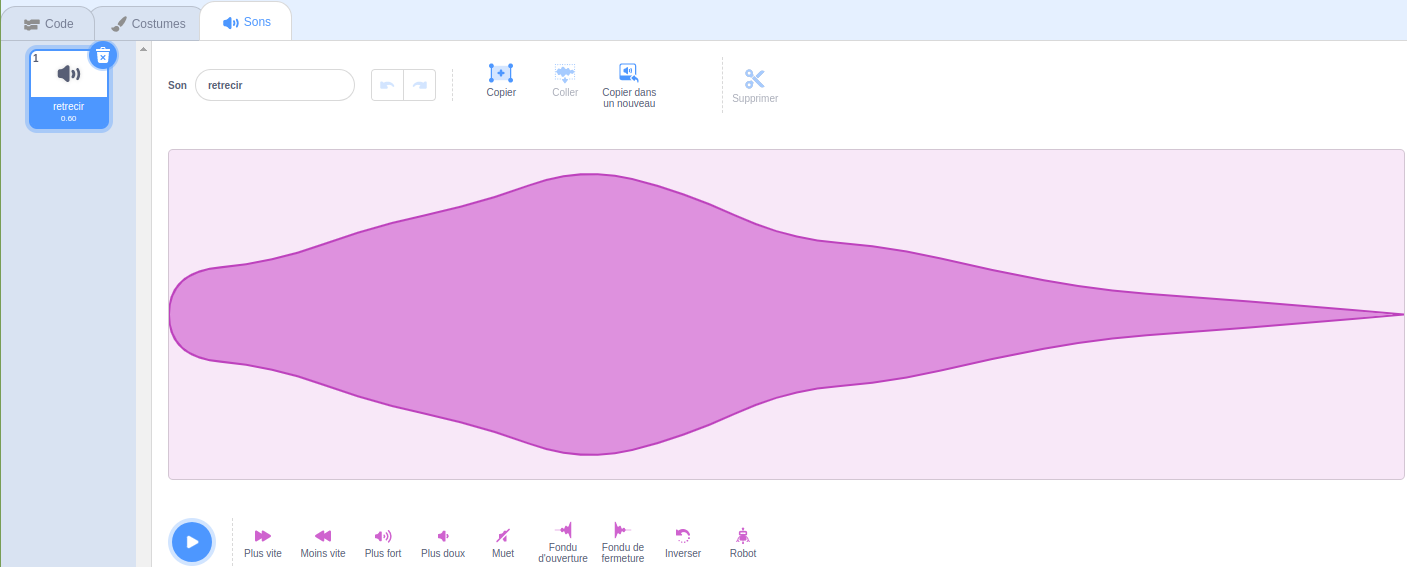 Code
Costumes
Sons
1
retrecir
0.60
Son
retrecir
Copier
Coller
Copier dans
un nouveau
Supprimer
Plus vite
Moins vite
Plus fort
Plus doux
Muet
Fondu
d'ouverture
Fondu de
fermeture
Inverser
Robot